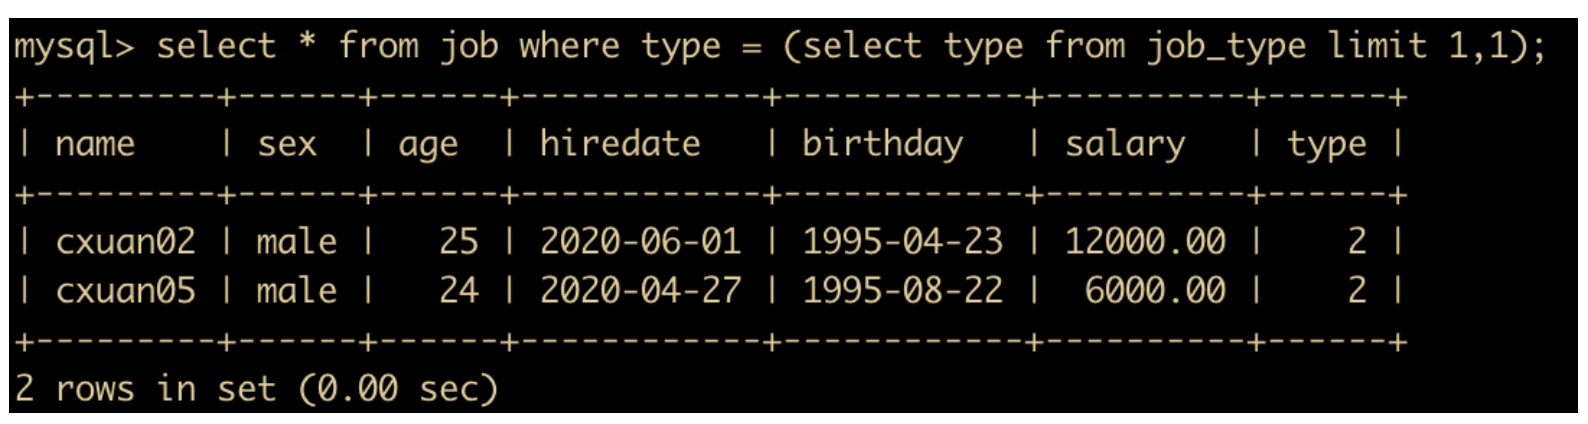 mysql> select * from job where type = (select type from job_type limit 1,1);
+---------+------+------+------------+------------+----------+------+
| name    | sex  | age  | hiredate   | birthday   | salary   | type |
+---------+------+------+------------+------------+----------+------+
| cxuan02 | male |   25 | 2020-06-01 | 1995-04-23 | 12000.00 |    2 |
| cxuan05 | male |   24 | 2020-04-27 | 1995-08-22 |  6000.00 |    2 |
+---------+------+------+------------+------------+----------+------+
2 rows in set (0.00 sec)